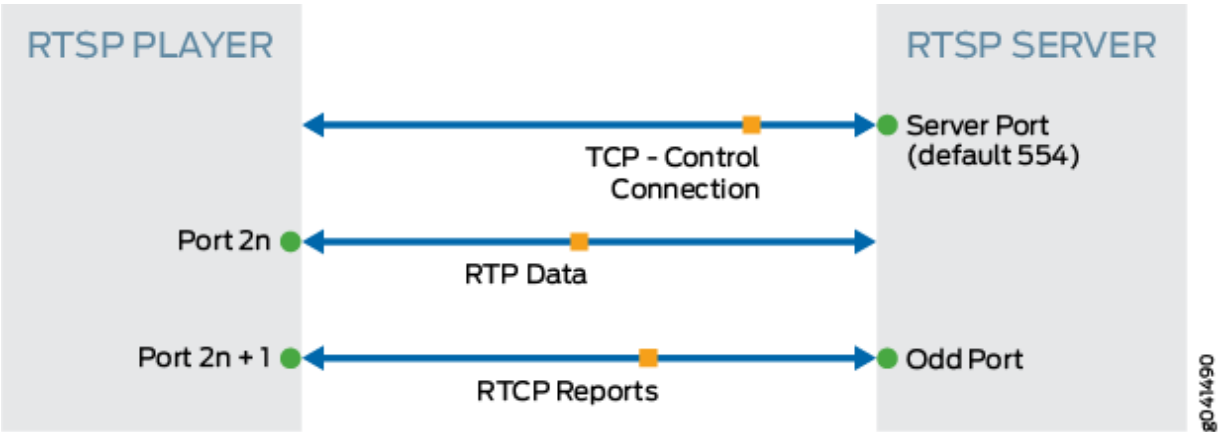 RTSP PLAYER
RTSP SERVER
Server Port
(default 554)
TCP - Control
Connection
Port 2n
RTP Data
Port 2n + 1
Odd Port
RTCP Reports
g041490